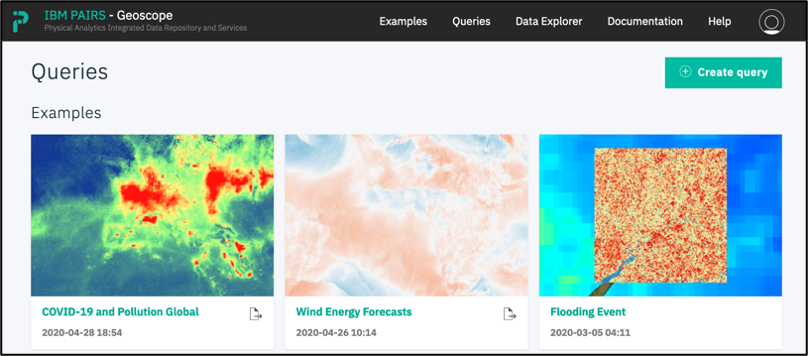 IBM PAIRS - Geoscope
Physical Analytics Integrated Data Repository and Services
Examples
Queries
Data Explorer
Documentation
Help
Queries
Create query
Examples
COVID-19 and Pollution Global
2020-04-28 18:54
Wind Energy Forecasts
2020-04-26 10:14
Flooding Event
2020-03-05 04:11